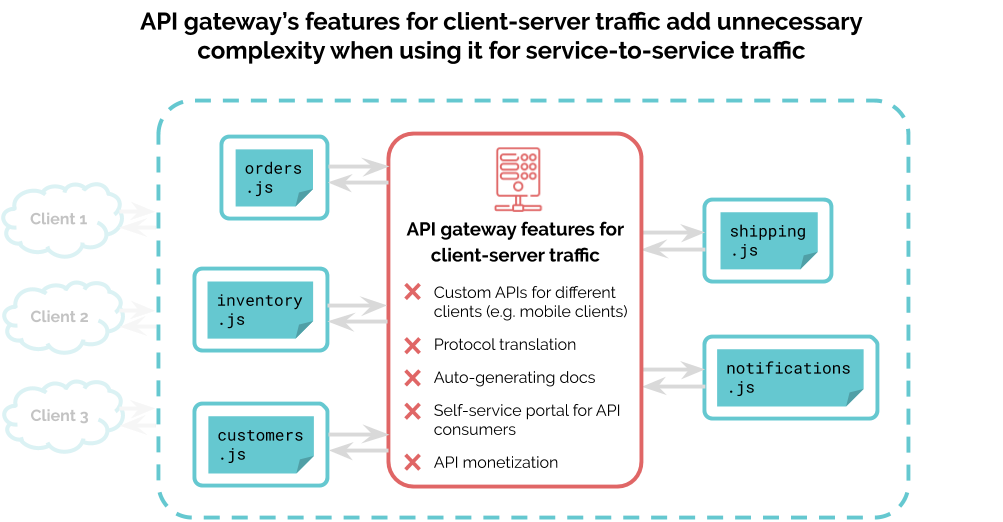 API gateway's features for client-server traffic add unnecessary
complexity when using it for service-to-service traffic
Client 1
Client 2
Client 3
orders
.js
inventory
.js
customers
.js
API gateway features for
client-server traffic
Custom APIs for different
clients (e.g. mobile clients)
Protocol translation
Auto-generating docs
Self-service portal for API
consumers
API monetization
shipping
.js
notifications
.js